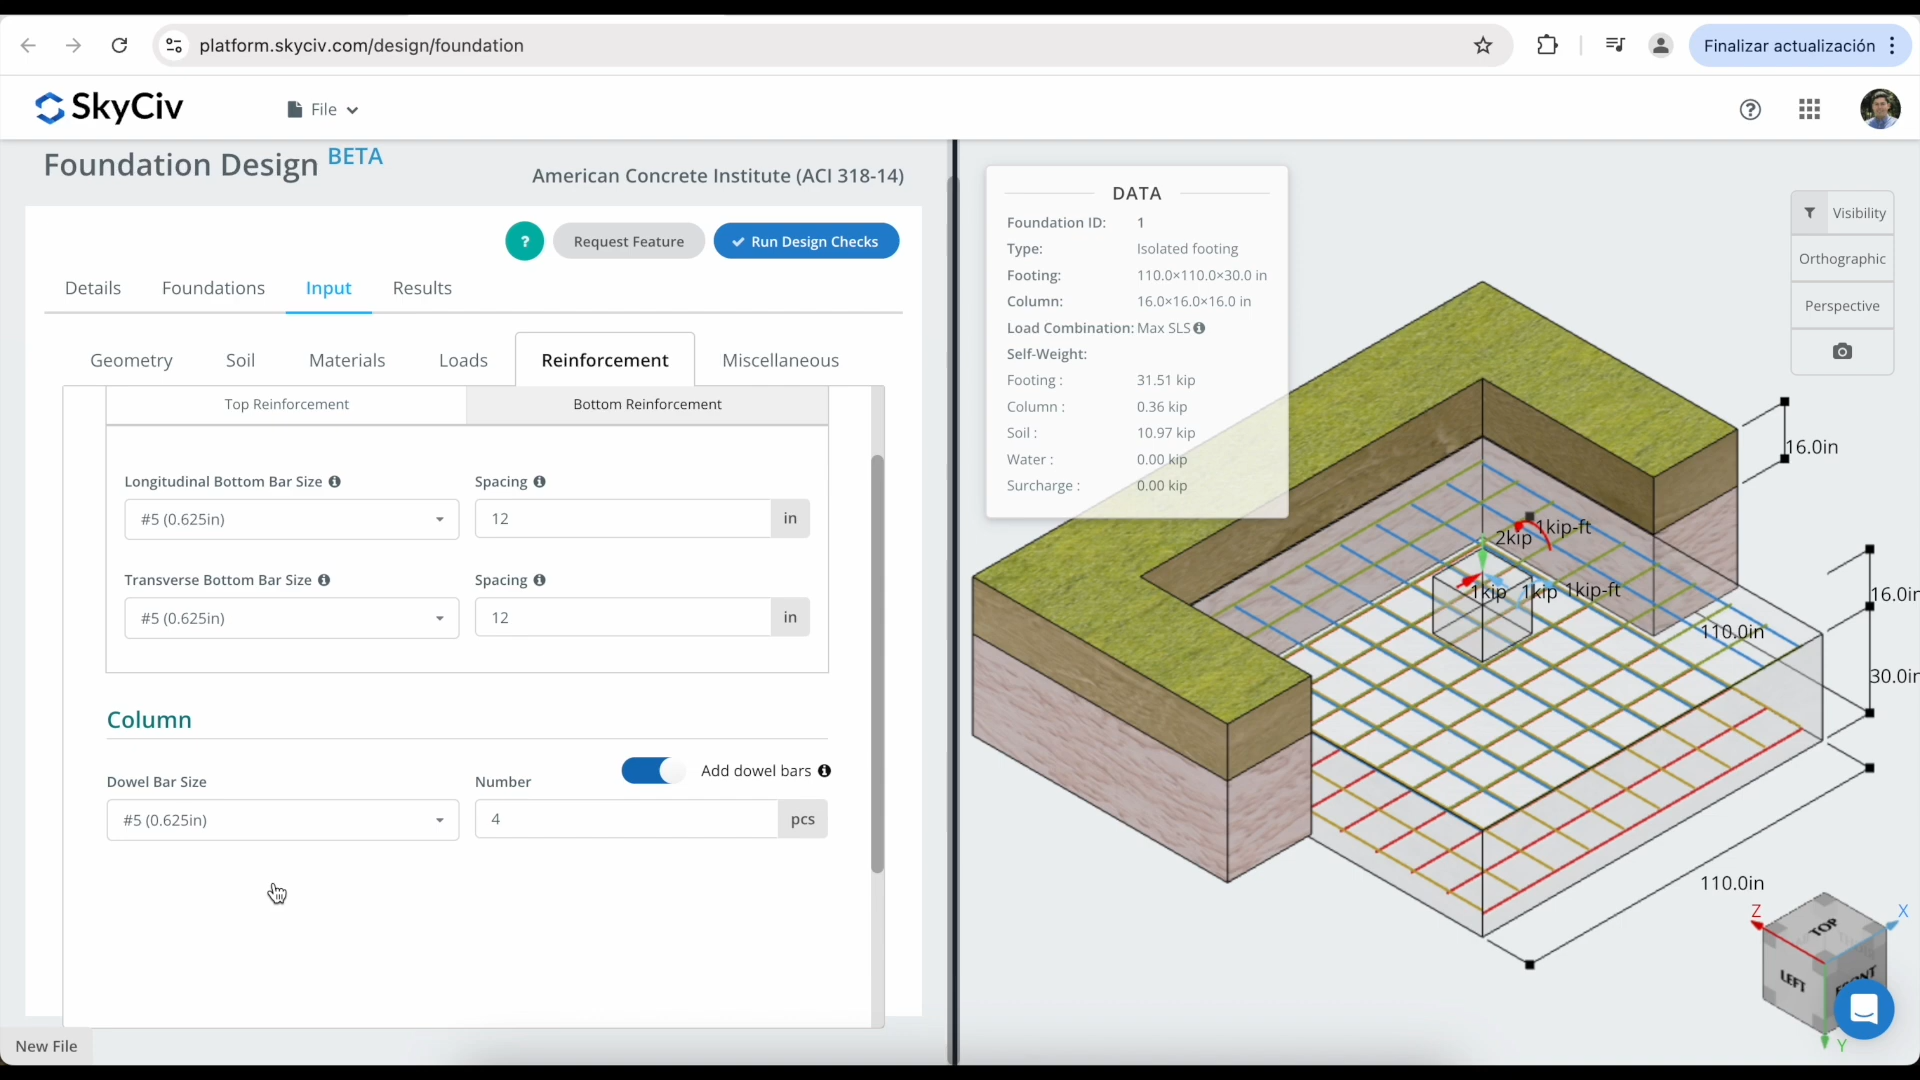 platform.skyciv.com/design/foundation
Finalizar actualización
SkyCiv
File
Foundation Design BETA
American Concrete Institute (ACI 318-14)
? Request Feature Run Design Checks
Details Foundations Input Results
Geometry Soil Materials Loads Reinforcement Miscellaneous
Top Reinforcement Bottom Reinforcement
Longitudinal Bottom Bar Size Spacing
#5 (0.625in) 12 in
Transverse Bottom Bar Size Spacing
#5 (0.625in) 12 in
Column
Add dowel bars
Dowel Bar Size Number
#5 (0.625in) 4 pcs
New File
DATA
Foundation ID: 1
Type: Isolated footing
Footing: 110.0×110.0×30.0 in
Column: 16.0×16.0×16.0 in
Load Combination: Max SLS
Self-Weight:
Footing : 31.51 kip
Column : 0.36 kip
Soil : 10.97 kip
Water : 0.00 kip
Surcharge : 0.00 kip
Visibility
Orthographic
Perspective
16.0in
1kip-ft
2kip
1kip 1kip 1kip-ft
16.0in
110.0in
30.0in
110.0in
Z X
TOP
LEFT FRONT
Y